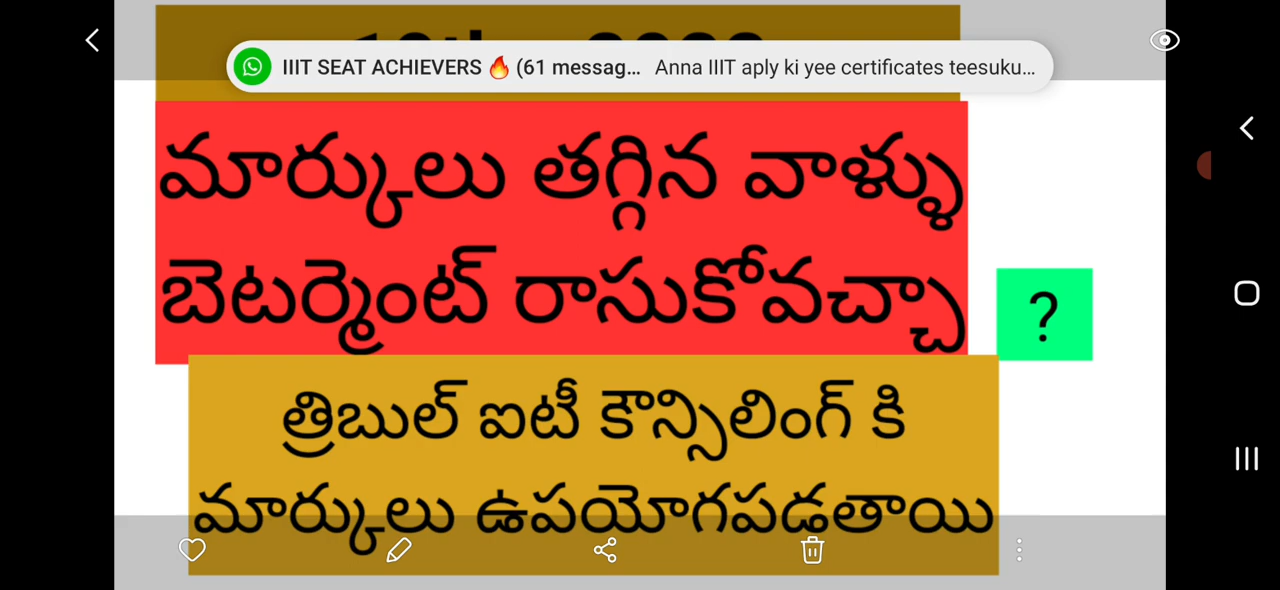 IIIT SEAT ACHIEVERS 🔥 (61 messag... Anna IIIT aply ki yee certificates teesuku...
మార్కులు తగ్గిన వాళ్ళు
బెటర్మెంట్ రాసుకోవచ్చా
?
త్రిబుల్ ఐటీ కౌన్సిలింగ్ కి
మార్కులు ఉపయోగపడతాయి